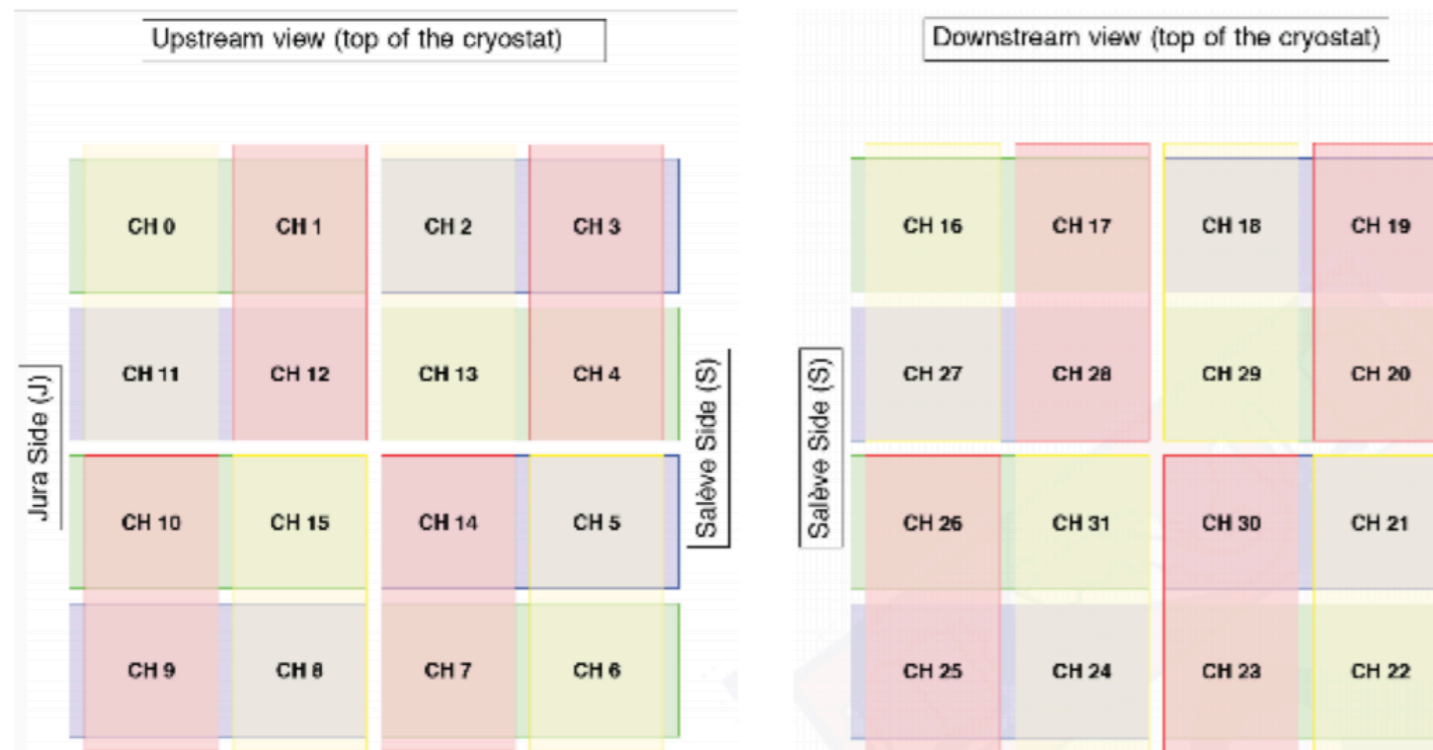 Upstream view (top of the cryostat)
CH 0 CH 1 CH 2 CH 3
CH 11 CH 12 CH 13 CH 4
CH 10 CH 15 CH 14 CH 5
CH 9 CH 8 CH 7 CH 6
Jura Side (J)
Salève Side (S)
Downstream view (top of the cryostat)
CH 16 CH 17 CH 18 CH 19
CH 27 CH 28 CH 29 CH 20
CH 26 CH 31 CH 30 CH 21
CH 25 CH 24 CH 23 CH 22
Salève Side (S)